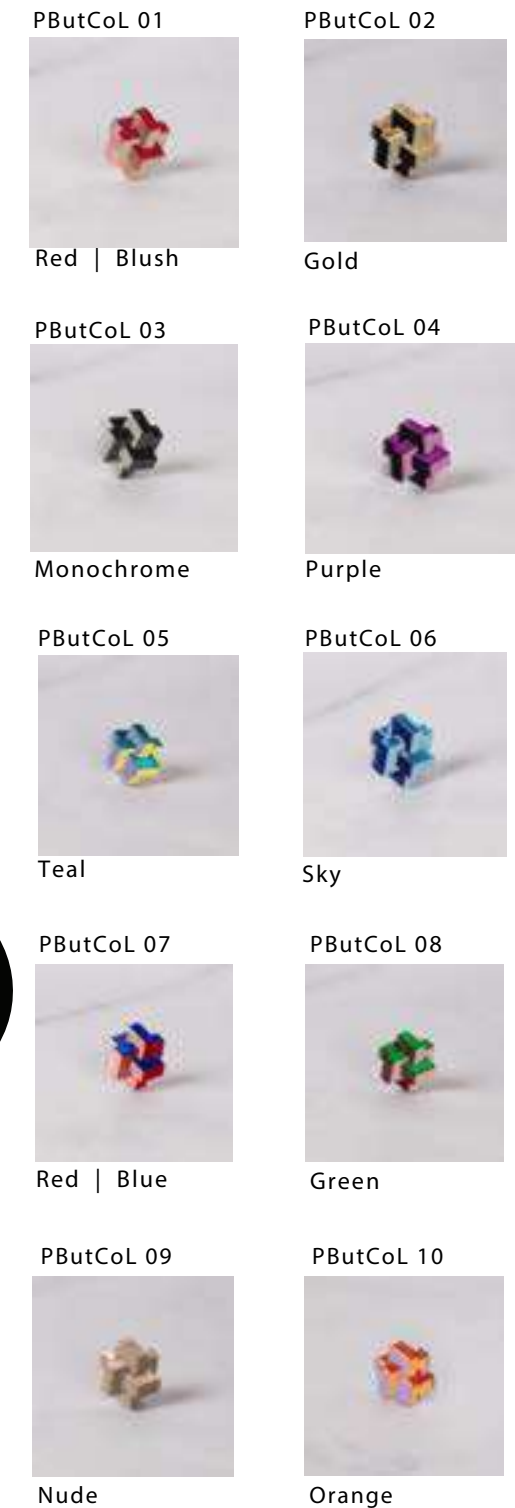 PButCoL 01
PButCoL 02
Red | Blush
Gold
PButCoL 03
PButCoL 04
Monochrome
Purple
PButCoL 05
PButCoL 06
Teal
Sky
PButCoL 07
PButCoL 08
Red | Blue
Green
PButCoL 09
PButCoL 10
Nude
Orange